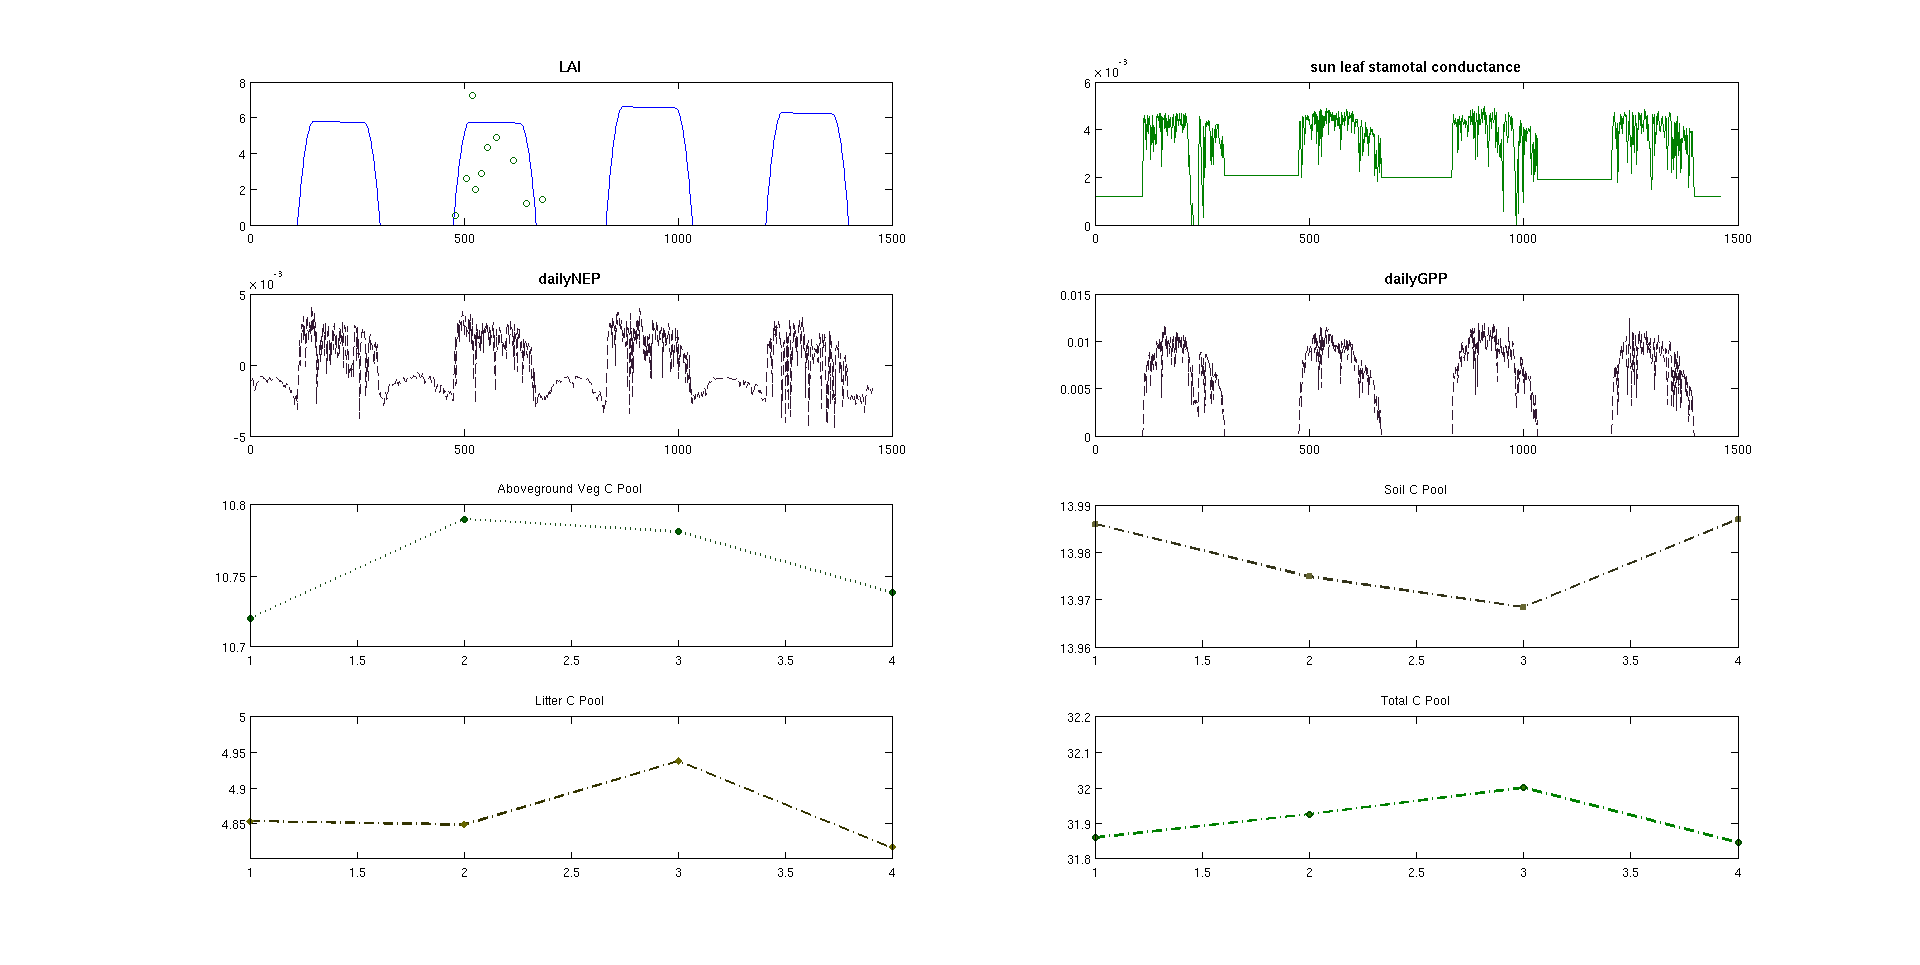 LAI
8
6
4
2
0
0 500 1000 1500
sun leaf stamotal conductance
× 10⁻³
6
4
2
0
0 500 1000 1500
dailyNEP
× 10⁻³
5
0
-5
0 500 1000 1500
dailyGPP
0.015
0.01
0.005
0
0 500 1000 1500
Aboveground Veg C Pool
10.8
10.75
10.7
1 1.5 2 2.5 3 3.5 4
Soil C Pool
13.99
13.98
13.97
13.96
1 1.5 2 2.5 3 3.5 4
Litter C Pool
5
4.95
4.9
4.85
1 1.5 2 2.5 3 3.5 4
Total C Pool
32.2
32.1
32
31.9
31.8
1 1.5 2 2.5 3 3.5 4